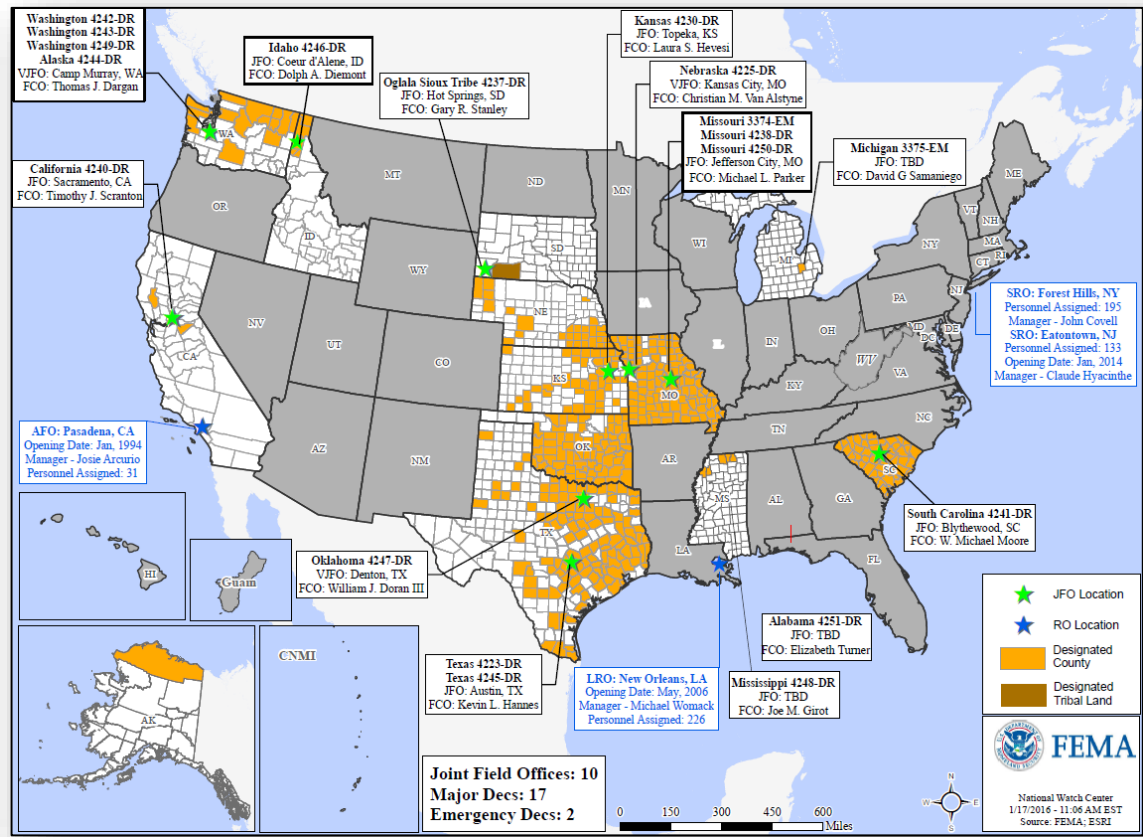 Washington 4242-DR
Washington 4243-DR
Washington 4249-DR
Alaska 4244-DR
VJFO: Camp Murray, WA
FCO: Thomas J. Dargan
Idaho 4246-DR
JFO: Coeur d'Alene, ID
FCO: Dolph A. Diemont
Oglala Sioux Tribe 4237-DR
JFO: Hot Springs, SD
FCO: Gary R. Stanley
Kansas 4230-DR
JFO: Topeka, KS
FCO: Laura S. Hevesi
Nebraska 4225-DR
VJFO: Kansas City, MO
FCO: Christian M. Van Alstyne
Missouri 3374-EM
Missouri 4238-DR
Missouri 4250-DR
JFO: Jefferson City, MO
FCO: Michael L. Parker
Michigan 3375-EM
JFO: TBD
FCO: David G Samaniego
California 4240-DR
JFO: Sacramento, CA
FCO: Timothy J. Scranton
SRO: Forest Hills, NY
Personnel Assigned: 195
Manager - John Covell
SRO: Eatontown, NJ
Personnel Assigned: 133
Opening Date: Jan, 2014
Manager - Claude Hyacinthe
AFO: Pasadena, CA
Opening Date: Jan, 1994
Manager - Josie Arcurio
Personnel Assigned: 31
South Carolina 4241-DR
JFO: Blythewood, SC
FCO: W. Michael Moore
Oklahoma 4247-DR
VJFO: Denton, TX
FCO: William J. Doran III
Texas 4223-DR
Texas 4245-DR
JFO: Austin, TX
FCO: Kevin L. Hannes
LRO: New Orleans, LA
Opening Date: May, 2006
Manager - Michael Womack
Personnel Assigned: 226
Alabama 4251-DR
JFO: TBD
FCO: Elizabeth Turner
Mississippi 4248-DR
JFO: TBD
FCO: Joe M. Girot
WA
MT
ND
MN
ME
OR
ID
WY
SD
WI
MI
VT
NH
NY
MA
CT
RI
NV
UT
CO
NE
IA
IL
IN
OH
PA
NJ
MD
DE
DC
WV
VA
CA
KS
MO
KY
AZ
NM
OK
AR
TN
NC
SC
TX
LA
MS
AL
GA
FL
HI
Guam
CNMI
AK
JFO Location
RO Location
Designated
County
Designated
Tribal Land
Joint Field Offices: 10
Major Decs: 17
Emergency Decs: 2
0 150 300 450 600
Miles
N
W
E
S
U.S. DEPARTMENT OF
HOMELAND SECURITY
FEMA
National Watch Center
1/17/2016 - 11:06 AM EST
Source: FEMA; ESRI